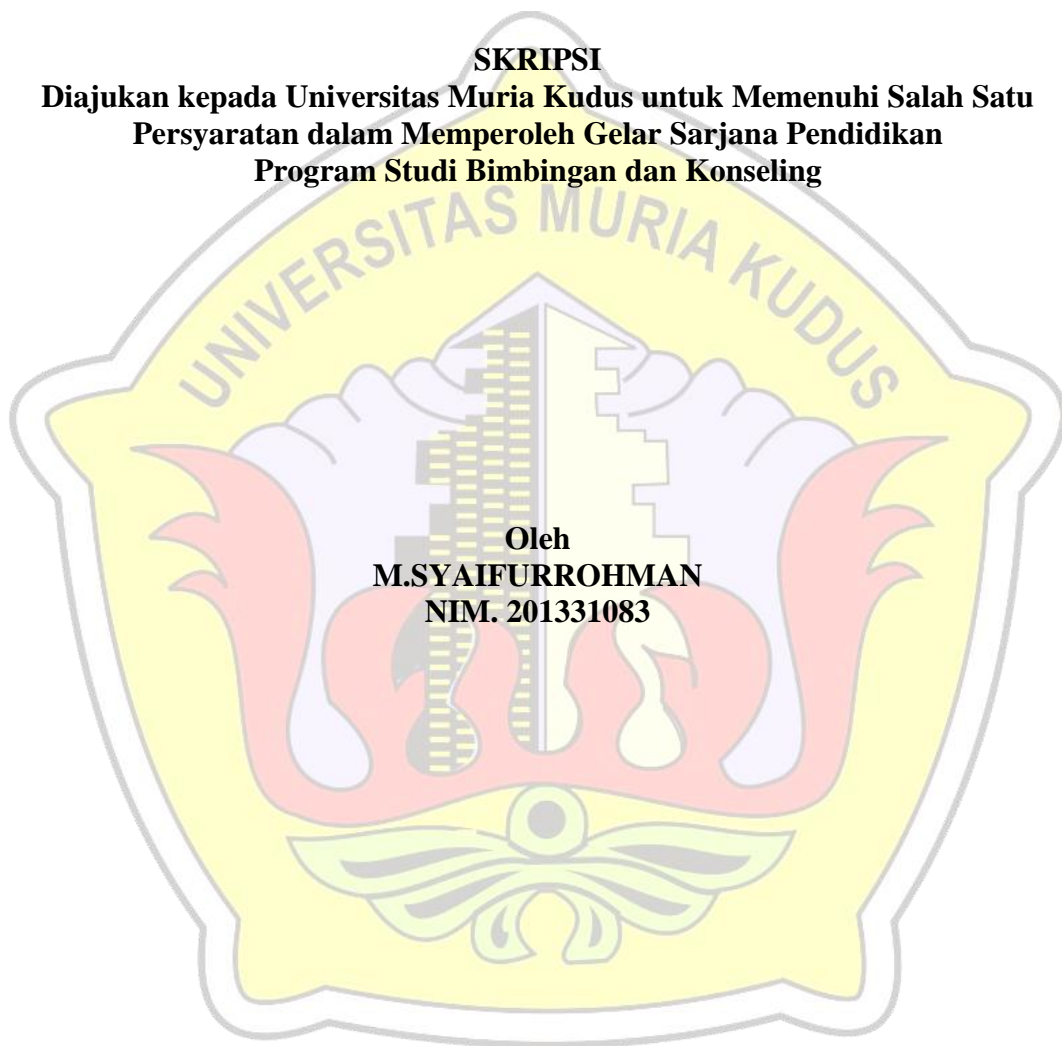 SKRIPSI
Diajukan kepada Universitas Muria Kudus untuk Memenuhi Salah Satu
Persyaratan dalam Memperoleh Gelar Sarjana Pendidikan
Program Studi Bimbingan dan Konseling
UNIVERSITAS MURIA KUDUS
Oleh
M.SYAIFURROHMAN
NIM. 201331083